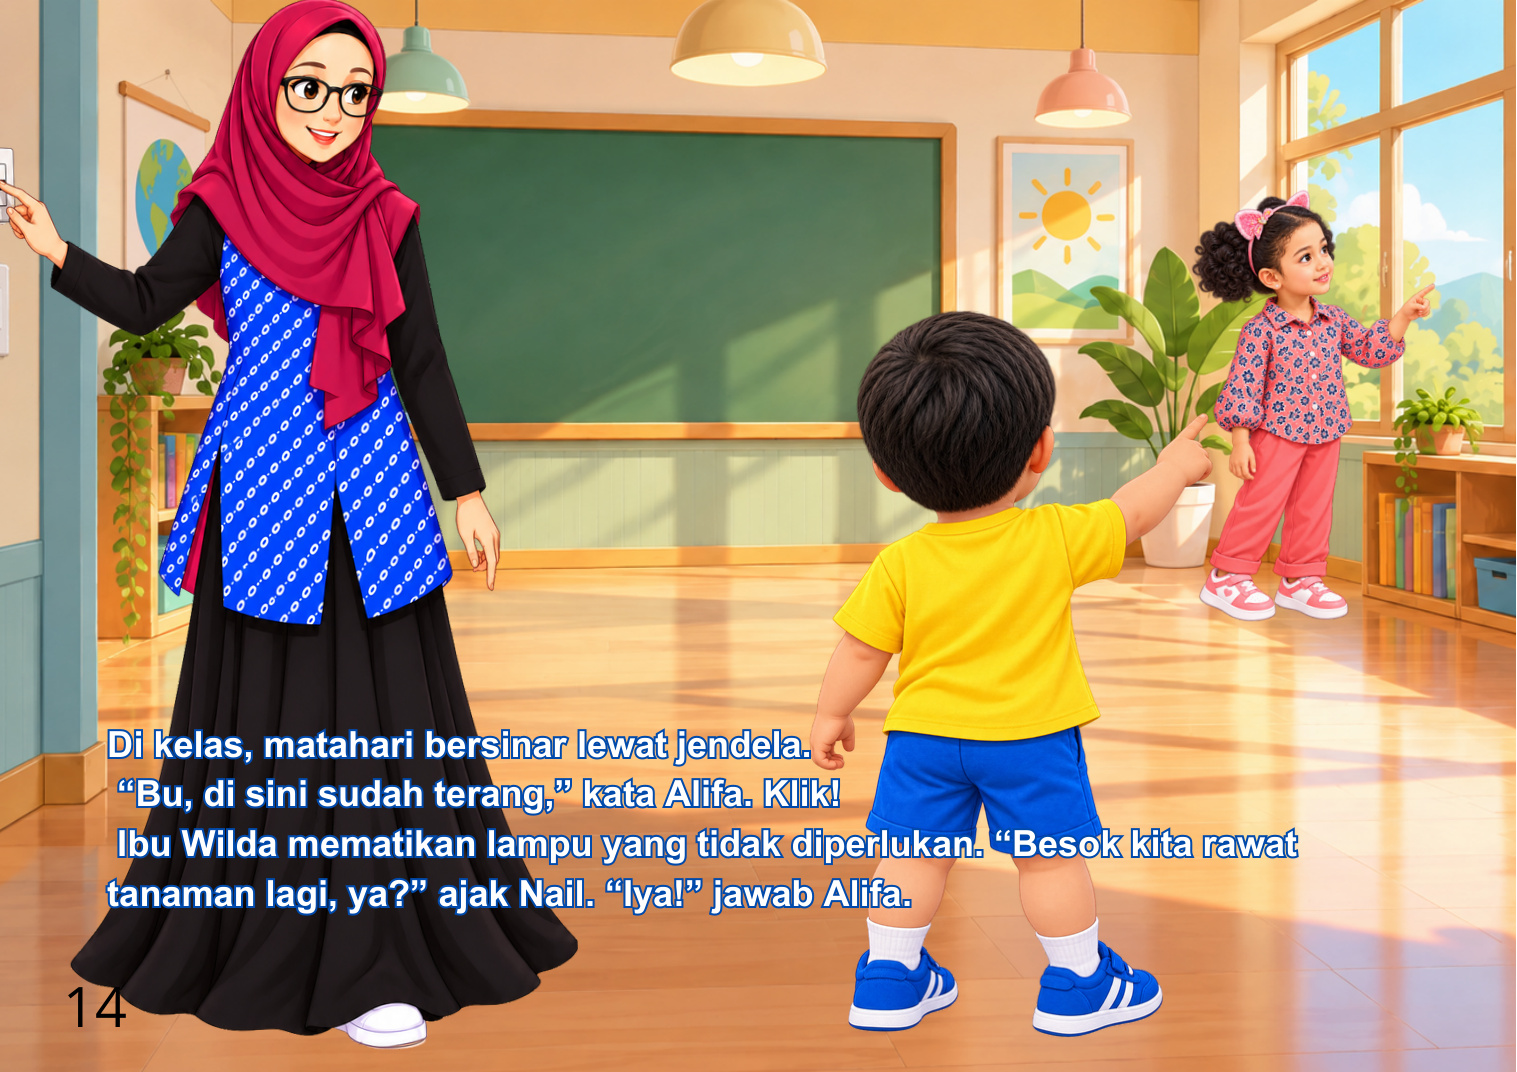 Di kelas, matahari bersinar lewat jendela.
“Bu, di sini sudah terang,” kata Alifa. Klik!
Ibu Wilda mematikan lampu yang tidak diperlukan. “Besok kita rawat
tanaman lagi, ya?” ajak Nail. “Iya!” jawab Alifa.
14